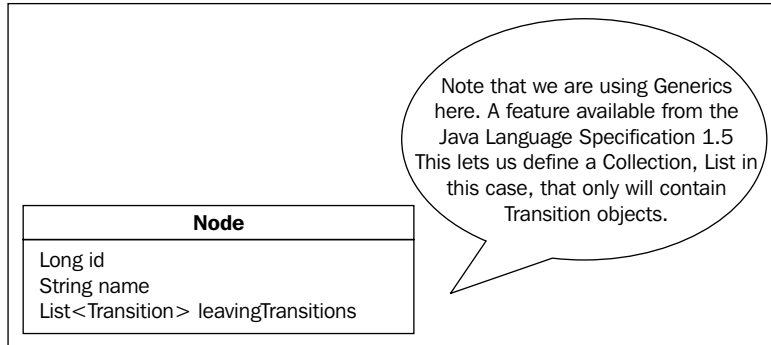 Note that we are using Generics
here. A feature available from the
Java Language Specification 1.5
This lets us define a Collection, List in
this case, that only will contain
Transition objects.
Node
Long id
String name
List<Transition> leavingTransitions